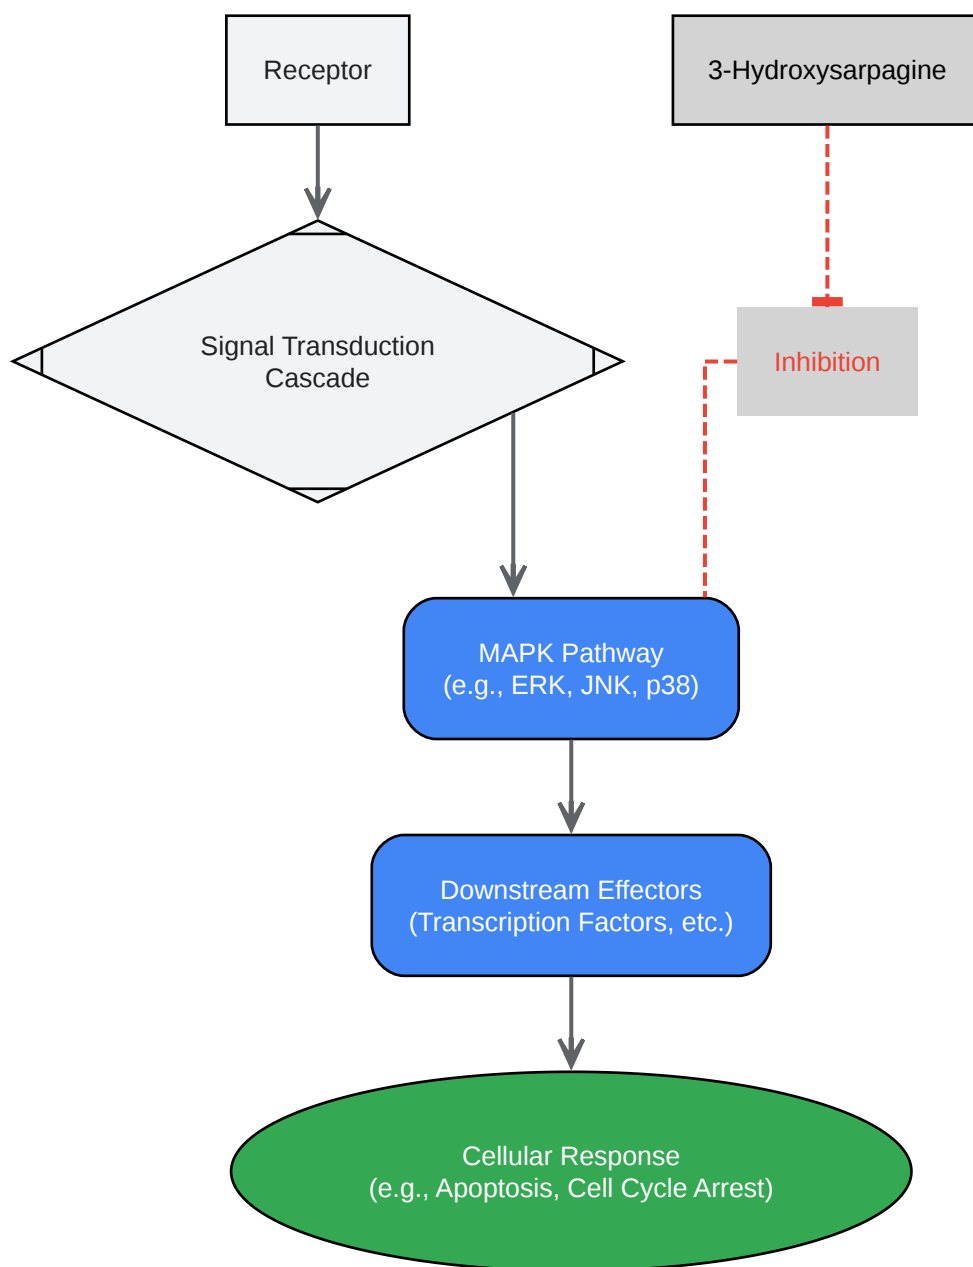 Receptor
3-Hydroxysarpagine
Signal Transduction
Cascade
Inhibition
MAPK Pathway
(e.g., ERK, JNK, p38)
Downstream Effectors
(Transcription Factors, etc.)
Cellular Response
(e.g., Apoptosis, Cell Cycle Arrest)